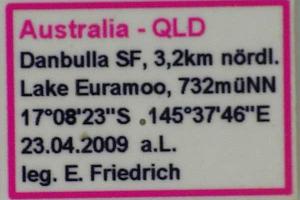 Australia - QLD
Danbulla SF, 3,2km nördl.
Lake Euramoo, 732müNN
17°08'23"S .145°37'46"E
23.04.2009 a.L.
leg. E. Friedrich